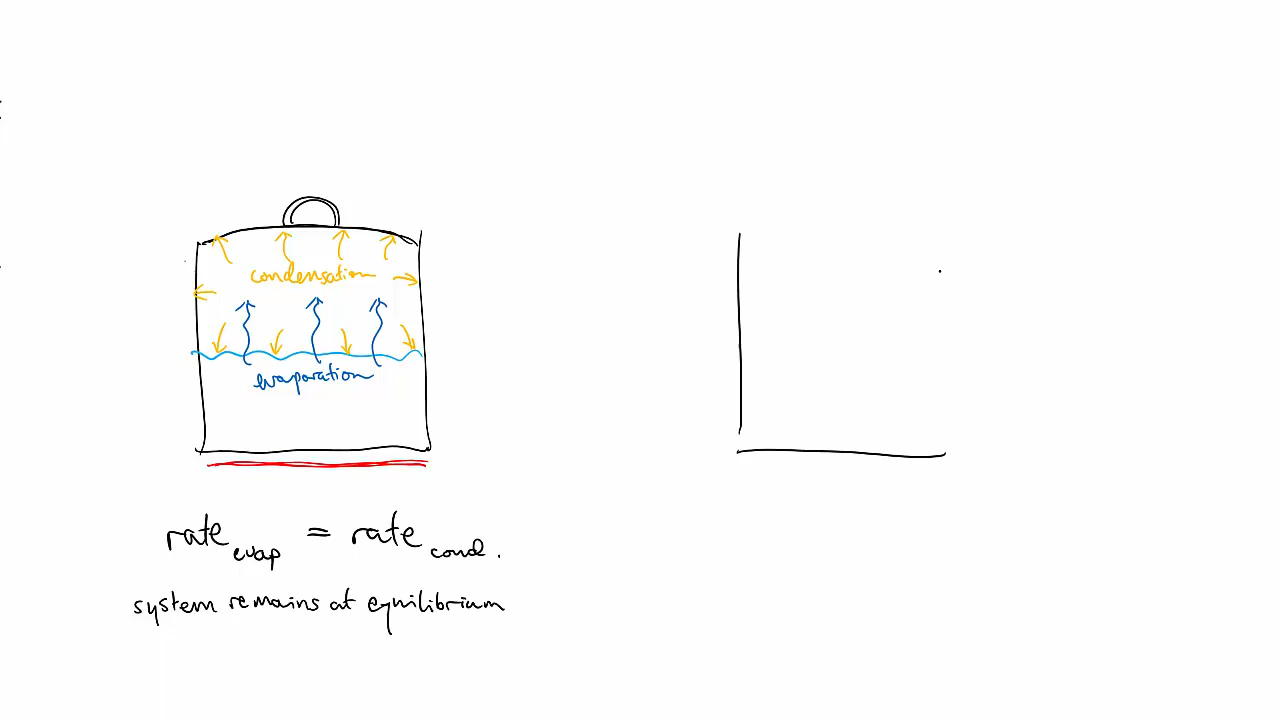 condensation
evaporation
rate evap = rate cond.
system remains at equilibrium